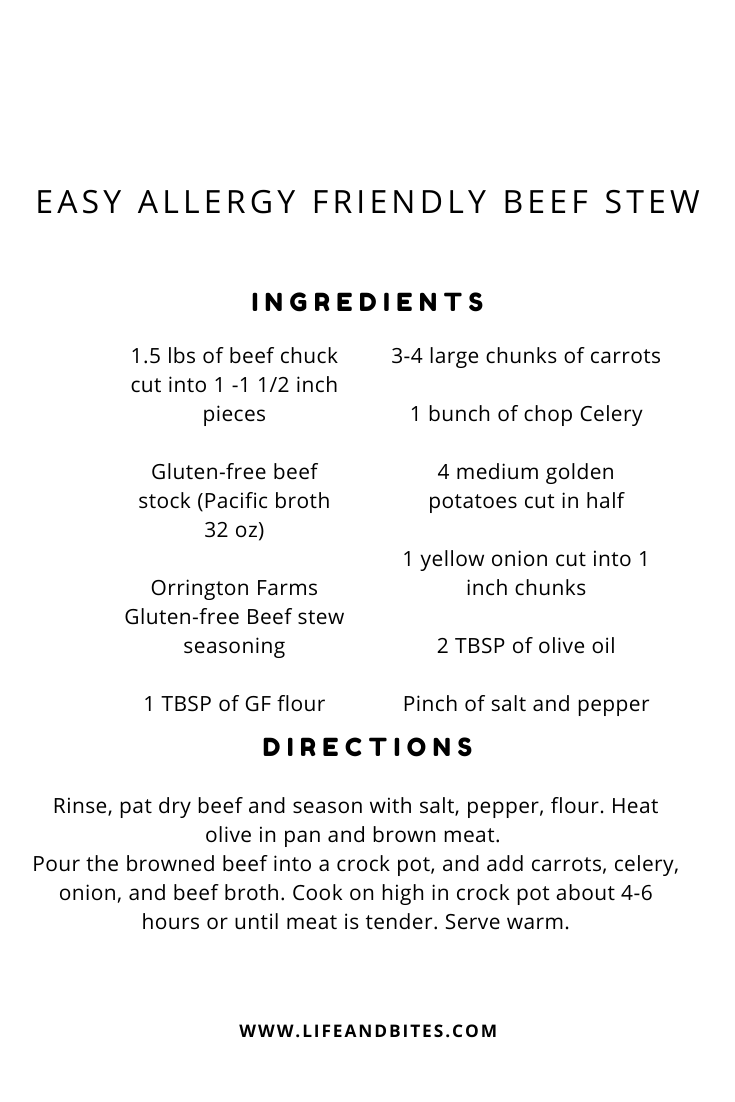 EASY ALLERGY FRIENDLY BEEF STEW
INGREDIENTS
1.5 lbs of beef chuck
cut into 1 -1 1/2 inch
pieces
Gluten-free beef
stock (Pacific broth
32 oz)
Orrington Farms
Gluten-free Beef stew
seasoning
1 TBSP of GF flour
3-4 large chunks of carrots
1 bunch of chop Celery
4 medium golden
potatoes cut in half
1 yellow onion cut into 1
inch chunks
2 TBSP of olive oil
Pinch of salt and pepper
DIRECTIONS
Rinse, pat dry beef and season with salt, pepper, flour. Heat
olive in pan and brown meat.
Pour the browned beef into a crock pot, and add carrots, celery,
onion, and beef broth. Cook on high in crock pot about 4-6
hours or until meat is tender. Serve warm.
WWW.LIFEANDBITES.COM